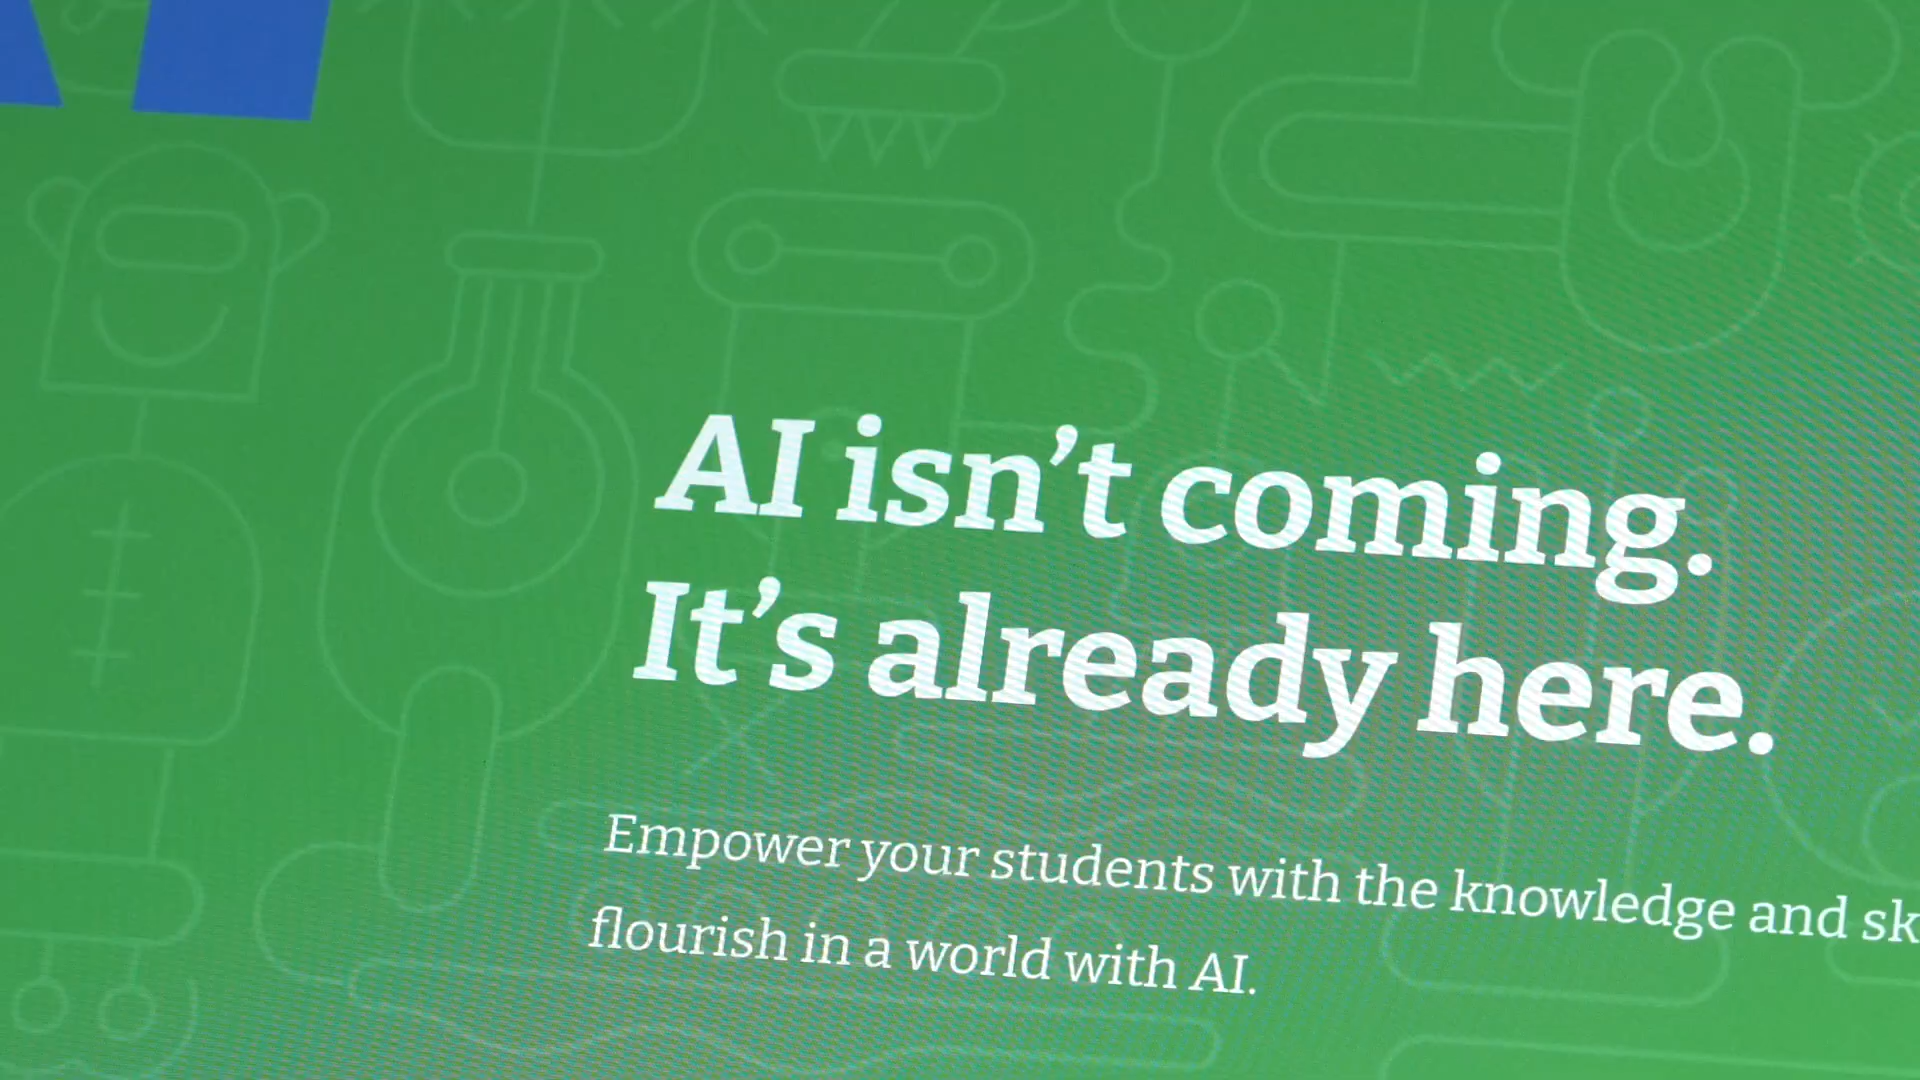 AI isn’t coming.
It’s already here.
Empower your students with the knowledge and
flourish in a world with AI.